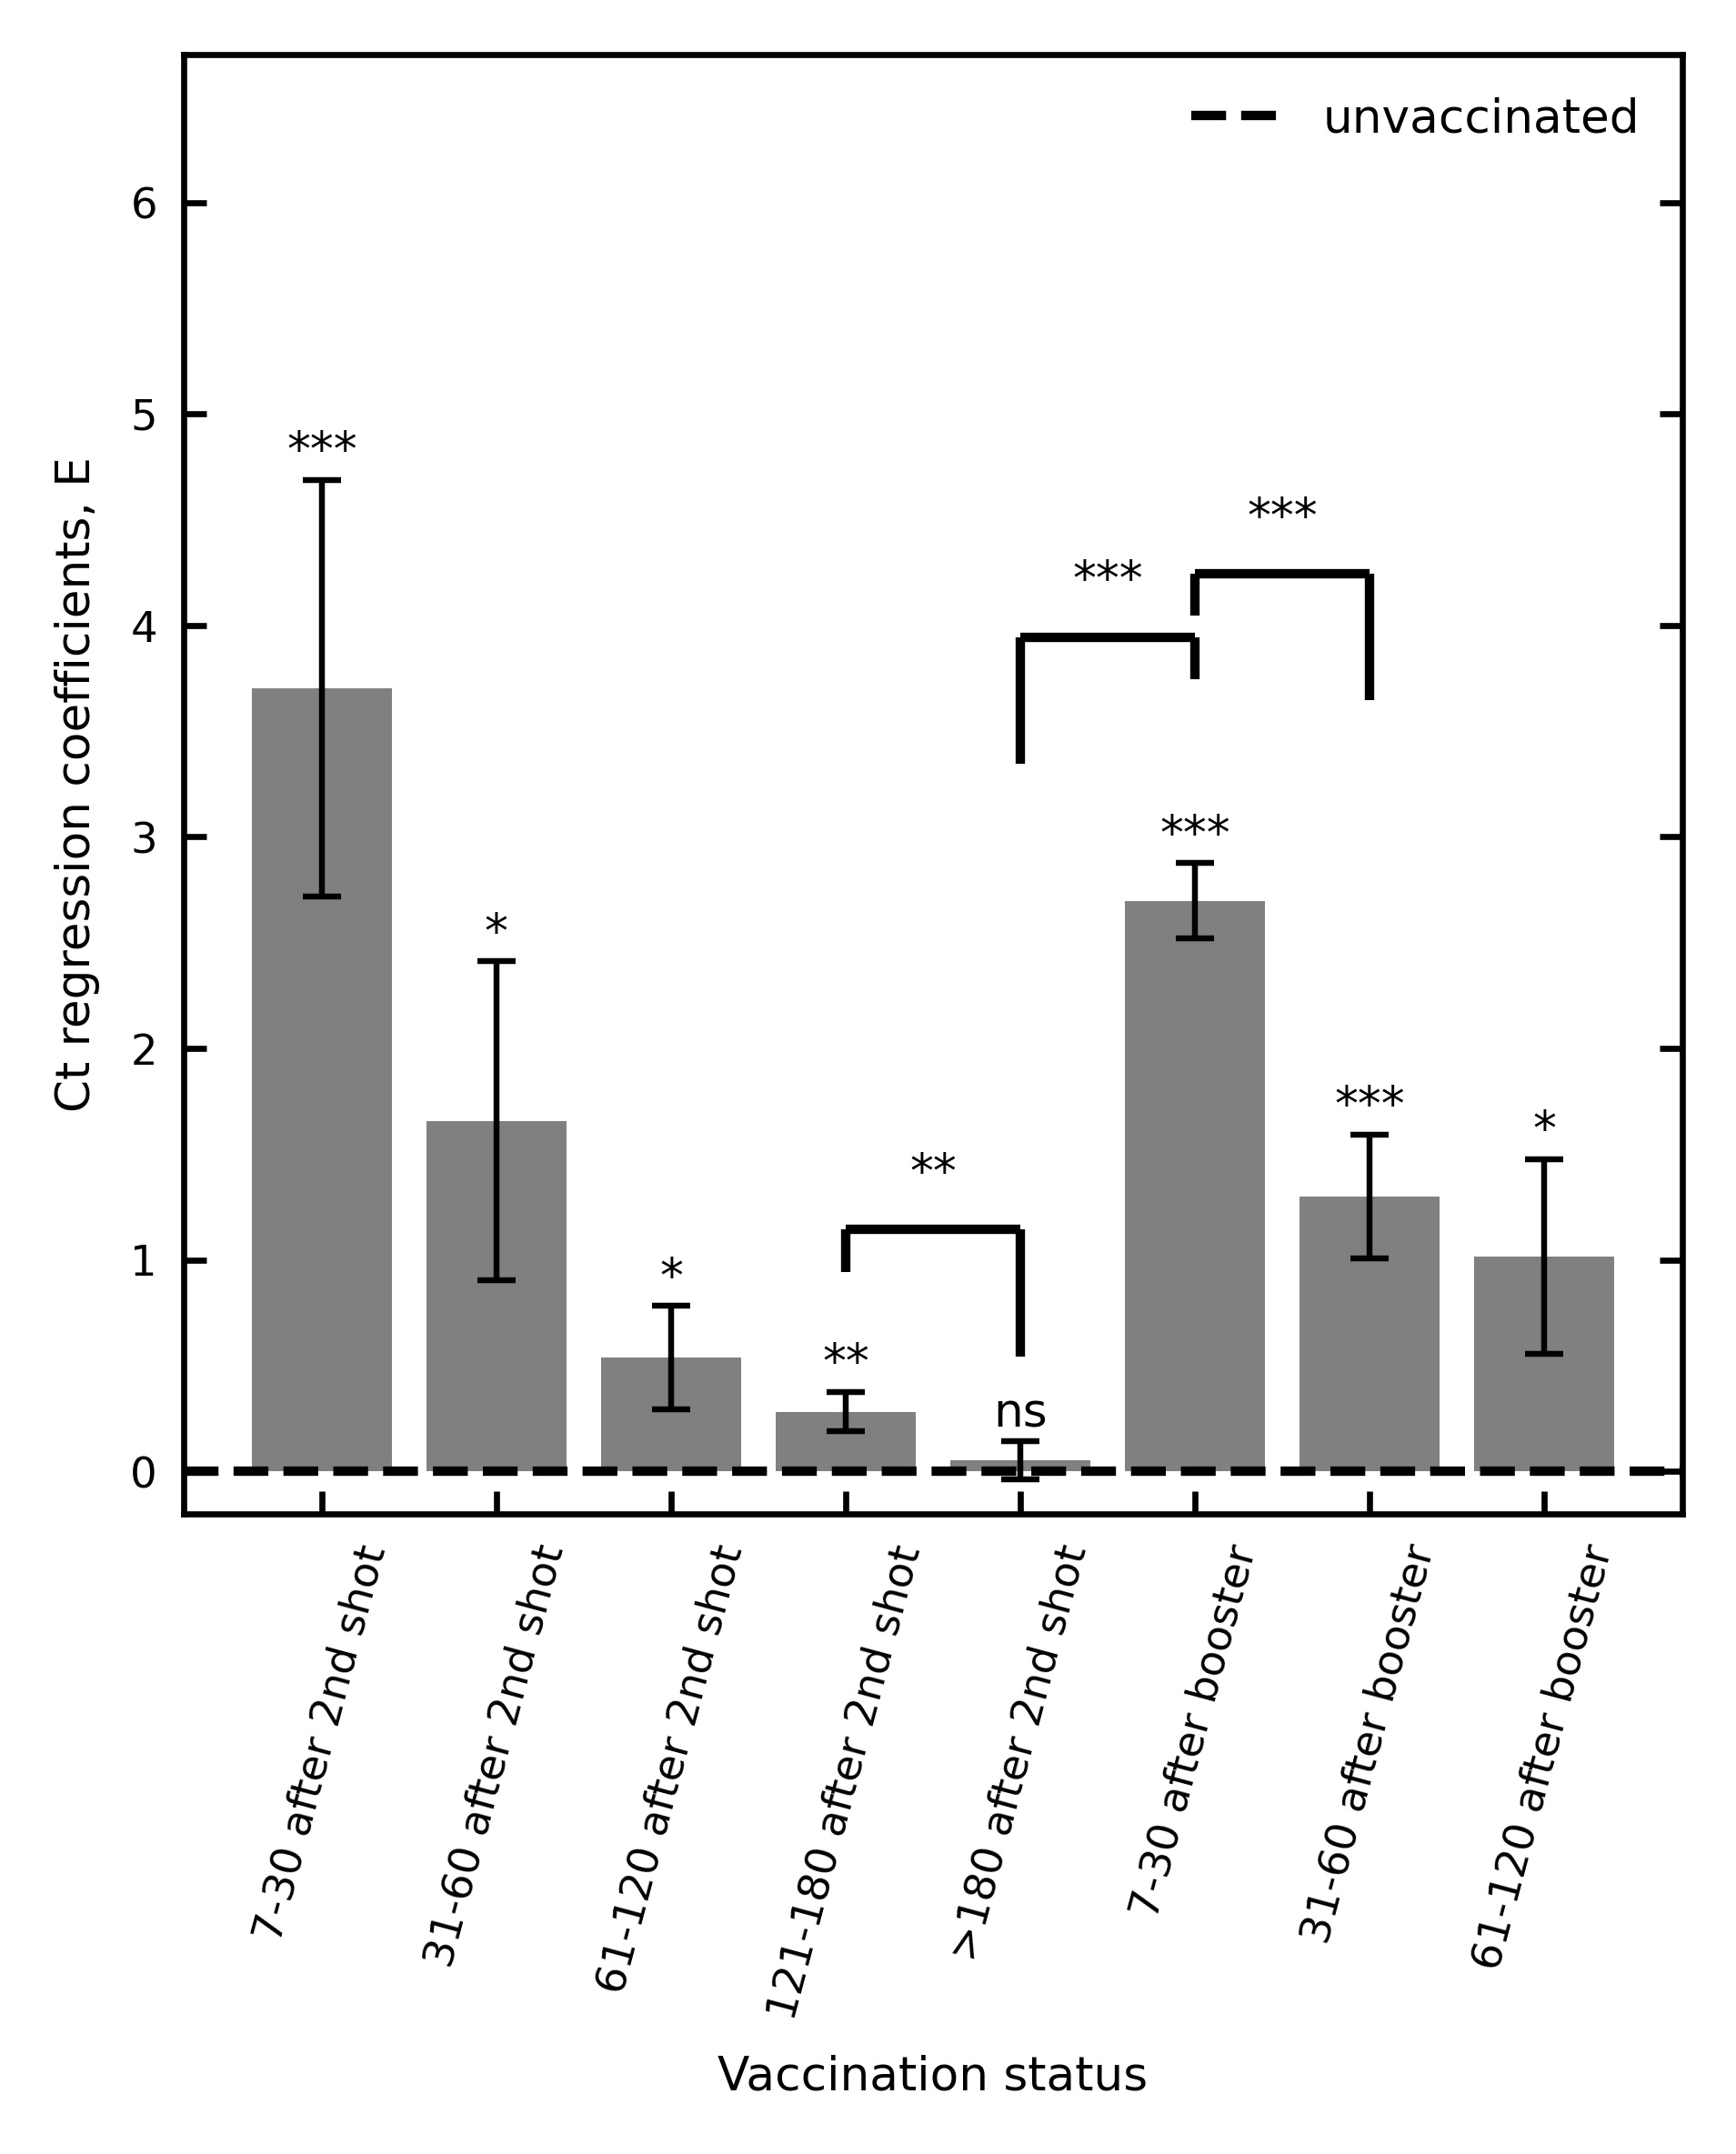 unvaccinated
Ct regression coefficients, E
6
5
4
3
2
1
0
***
*
*
**
ns
***
***
*
**
***
***
7-30 after 2nd shot
31-60 after 2nd shot
61-120 after 2nd shot
121-180 after 2nd shot
>180 after 2nd shot
7-30 after booster
31-60 after booster
61-120 after booster
Vaccination status